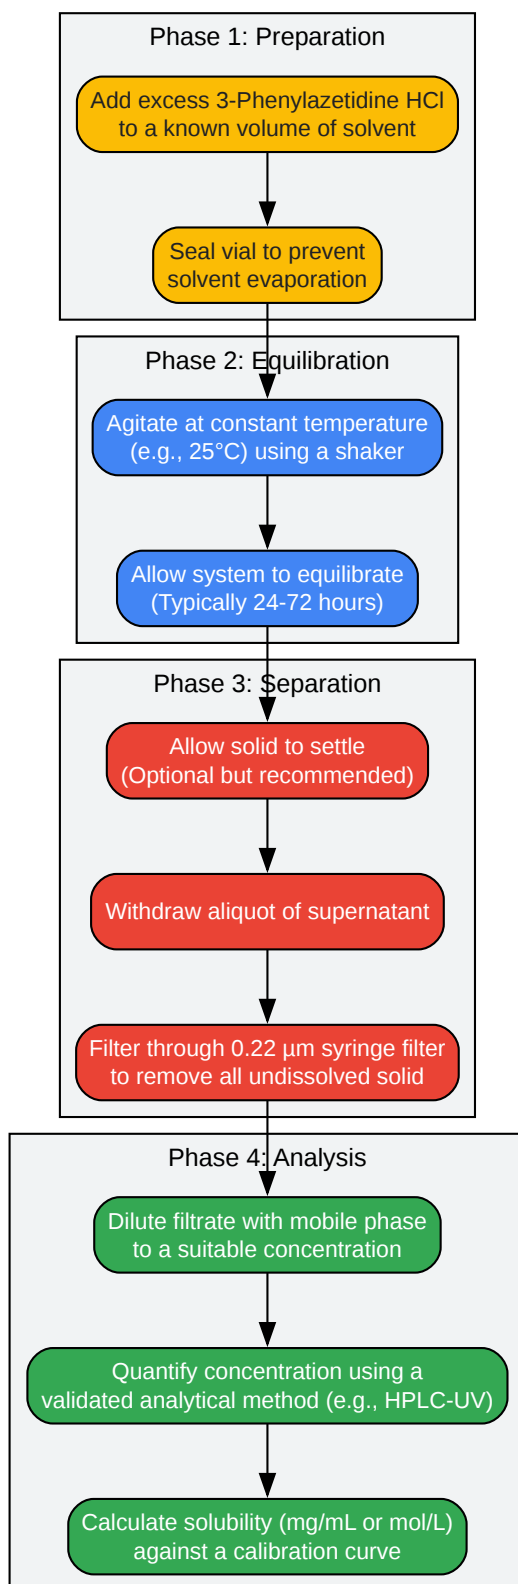 Phase 1: Preparation
Add excess 3-Phenylazetidine HCl
to a known volume of solvent
Seal vial to prevent
solvent evaporation
Phase 2: Equilibration
Agitate at constant temperature
(e.g., 25°C) using a shaker
Allow system to equilibrate
(Typically 24-72 hours)
Phase 3: Separation
Allow solid to settle
(Optional but recommended)
Withdraw aliquot of supernatant
Filter through 0.22 µm syringe filter
to remove all undissolved solid
Phase 4: Analysis
Dilute filtrate with mobile phase
to a suitable concentration
Quantify concentration using a
validated analytical method (e.g., HPLC-UV)
Calculate solubility (mg/mL or mol/L)
against a calibration curve